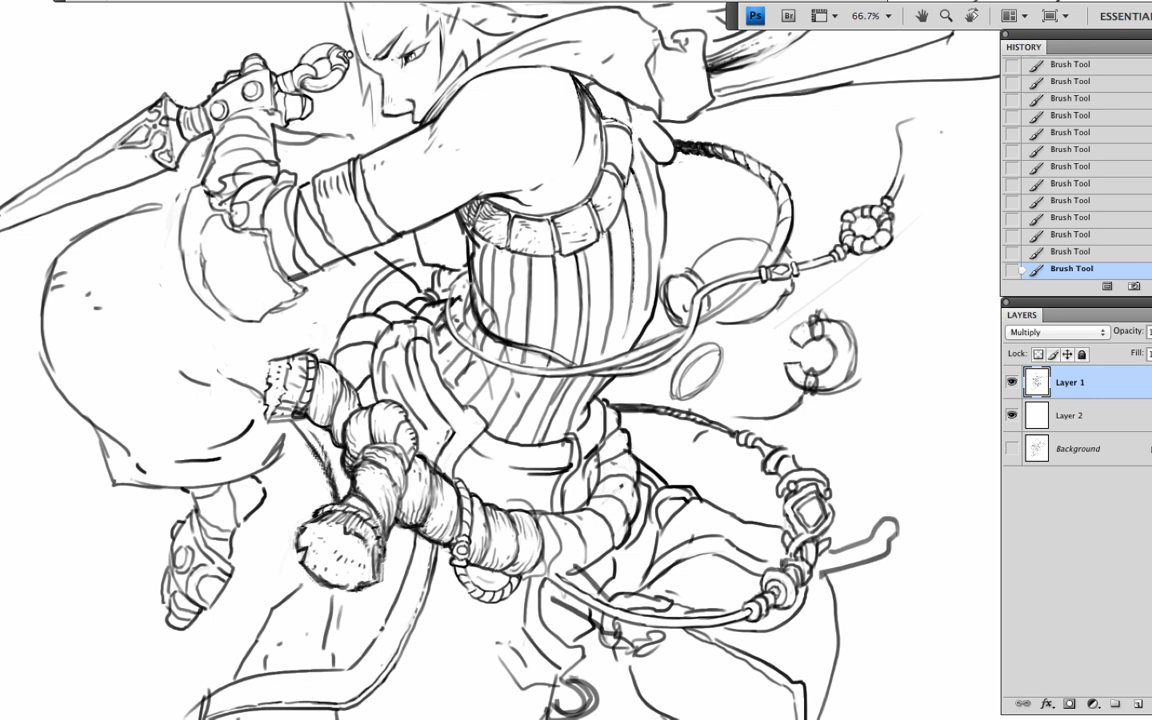 Ps
Br
66.7%
ESSENTIA
HISTORY
Brush Tool
Brush Tool
Brush Tool
Brush Tool
Brush Tool
Brush Tool
Brush Tool
Brush Tool
Brush Tool
Brush Tool
Brush Tool
Brush Tool
Brush Tool
LAYERS
Multiply
Opacity:
Lock:
Fill:
Layer 1
Layer 2
Background
fx